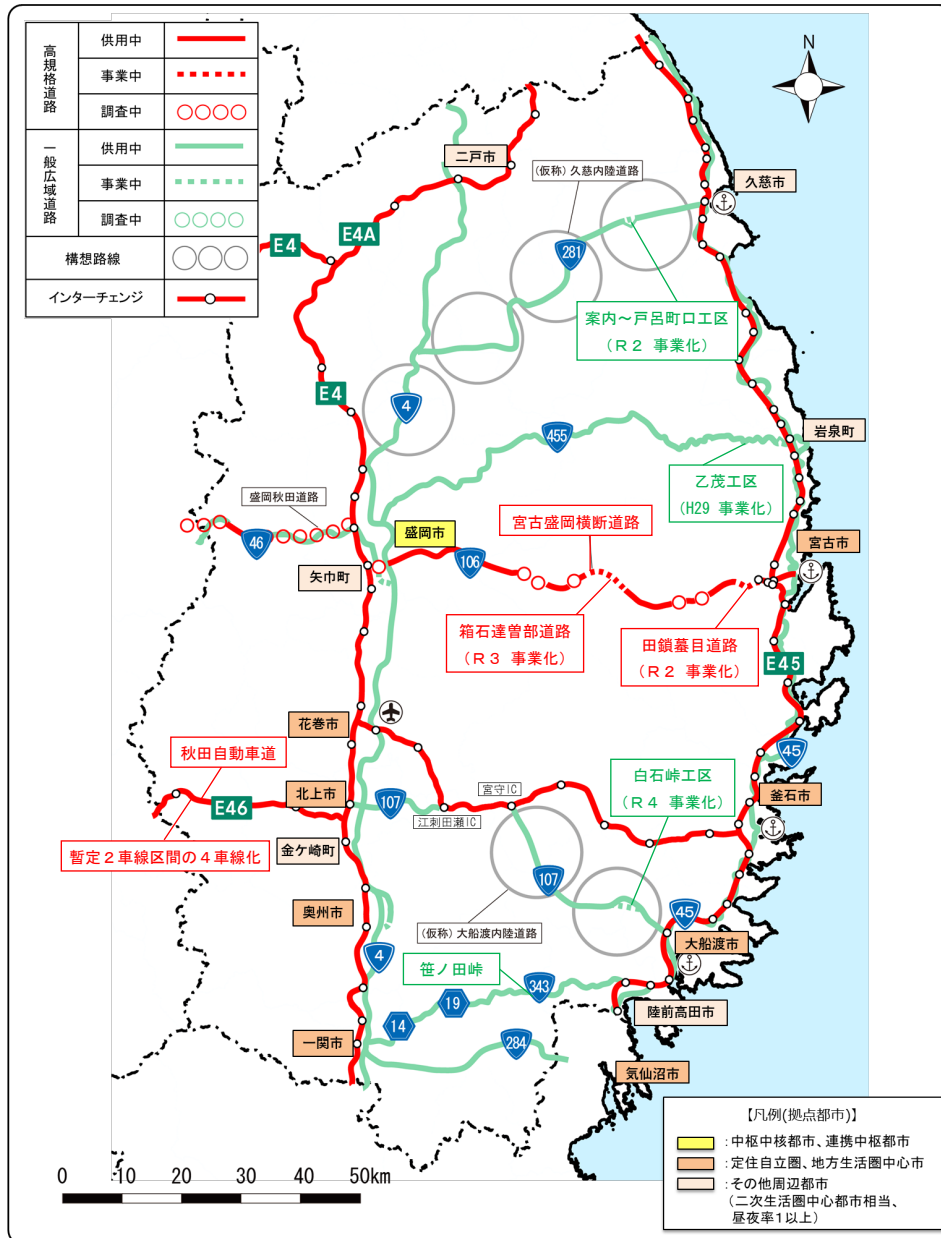 高規格道路
供用中
事業中
調査中
一般広域道路
供用中
事業中
調査中
構想路線
インターチェンジ
N
二戸市
(仮称) 久慈内陸道路
久慈市
E4
E4A
281
案内～戸呂町口工区
(R2 事業化)
E4
4
455
岩泉町
乙茂工区
(H29 事業化)
盛岡秋田道路
46
盛岡市
宮古盛岡横断道路
宮古市
矢巾町
106
箱石達曽部道路
(R3 事業化)
田鎖蟇目道路
(R2 事業化)
E45
花巻市
45
秋田自動車道
北上市
107
宮守IC
白石峠工区
(R4 事業化)
釜石市
E46
江刺田瀬IC
金ケ崎町
暫定2車線区間の4車線化
107
奥州市
(仮称) 大船渡内陸道路
45
大船渡市
4
笹ノ田峠
343
19
14
陸前高田市
一関市
284
気仙沼市
【凡例(拠点都市)】
:中枢中核都市、連携中枢都市
:定住自立圏、地方生活圏中心市
:その他周辺都市
(二次生活圏中心都市相当、
昼夜率1以上)
0 10 20 30 40 50km